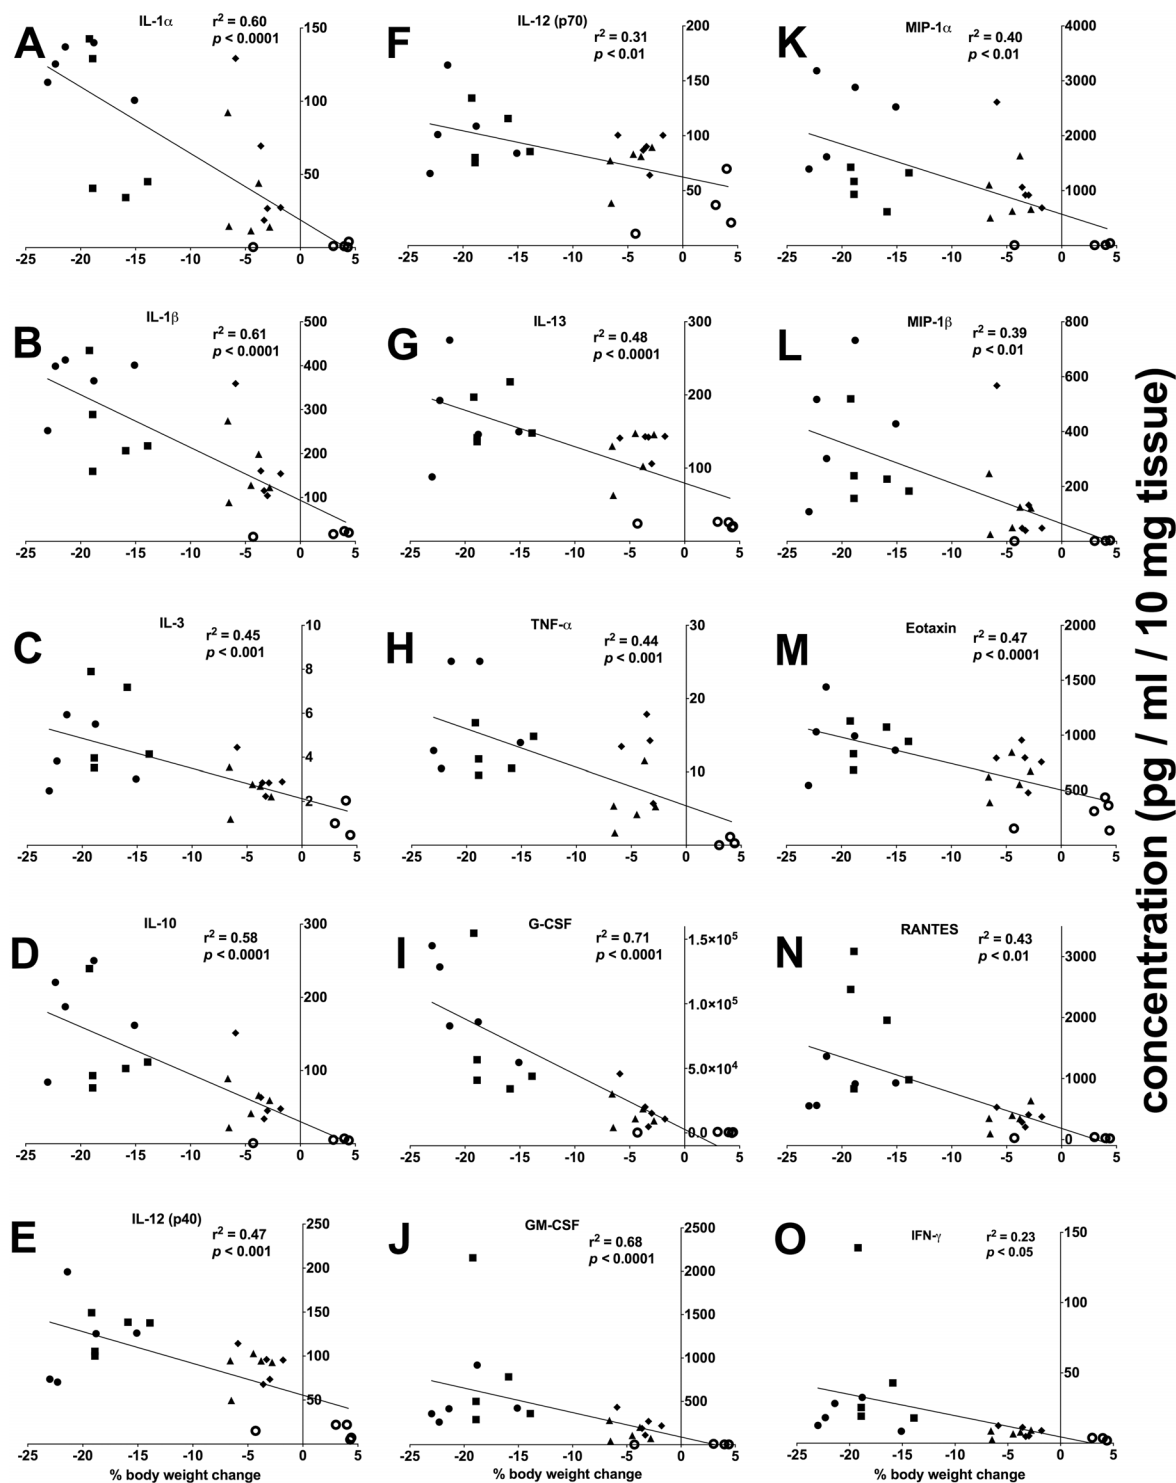 A
IL-1α
r² = 0.60
p < 0.0001
150
100
50
-25 -20 -15 -10 -5 0 5
F
IL-12 (p70)
r² = 0.31
p < 0.01
200
150
100
50
-25 -20 -15 -10 -5 0 5
K
MIP-1α
r² = 0.40
p < 0.01
4000
3000
2000
1000
-25 -20 -15 -10 -5 0 5
B
IL-1β
r² = 0.61
p < 0.0001
500
400
300
200
100
-25 -20 -15 -10 -5 0 5
G
IL-13
r² = 0.48
p < 0.0001
300
200
100
-25 -20 -15 -10 -5 0 5
L
MIP-1β
r² = 0.39
p < 0.01
800
600
400
200
-25 -20 -15 -10 -5 0 5
C
IL-3
r² = 0.45
p < 0.001
10
8
6
4
2
-25 -20 -15 -10 -5 0 5
H
TNF-α
r² = 0.44
p < 0.001
30
20
10
-25 -20 -15 -10 -5 0 5
M
Eotaxin
r² = 0.47
p < 0.0001
2000
1500
1000
500
-25 -20 -15 -10 -5 0 5
D
IL-10
r² = 0.58
p < 0.0001
300
200
100
-25 -20 -15 -10 -5 0 5
I
G-CSF
r² = 0.71
p < 0.0001
1.5×10⁵
1.0×10⁵
5.0×10⁴
0.0
-25 -20 -15 -10 -5 0 5
N
RANTES
r² = 0.43
p < 0.01
3000
2000
1000
0
-25 -20 -15 -10 -5 0 5
E
IL-12 (p40)
r² = 0.47
p < 0.001
250
200
150
100
50
-25 -20 -15 -10 -5 0 5
% body weight change
J
GM-CSF
r² = 0.68
p < 0.0001
2500
2000
1500
1000
500
-25 -20 -15 -10 -5 0 5
% body weight change
O
IFN-γ
r² = 0.23
p < 0.05
150
100
50
-25 -20 -15 -10 -5 0 5
% body weight change
concentration (pg / ml / 10 mg tissue)